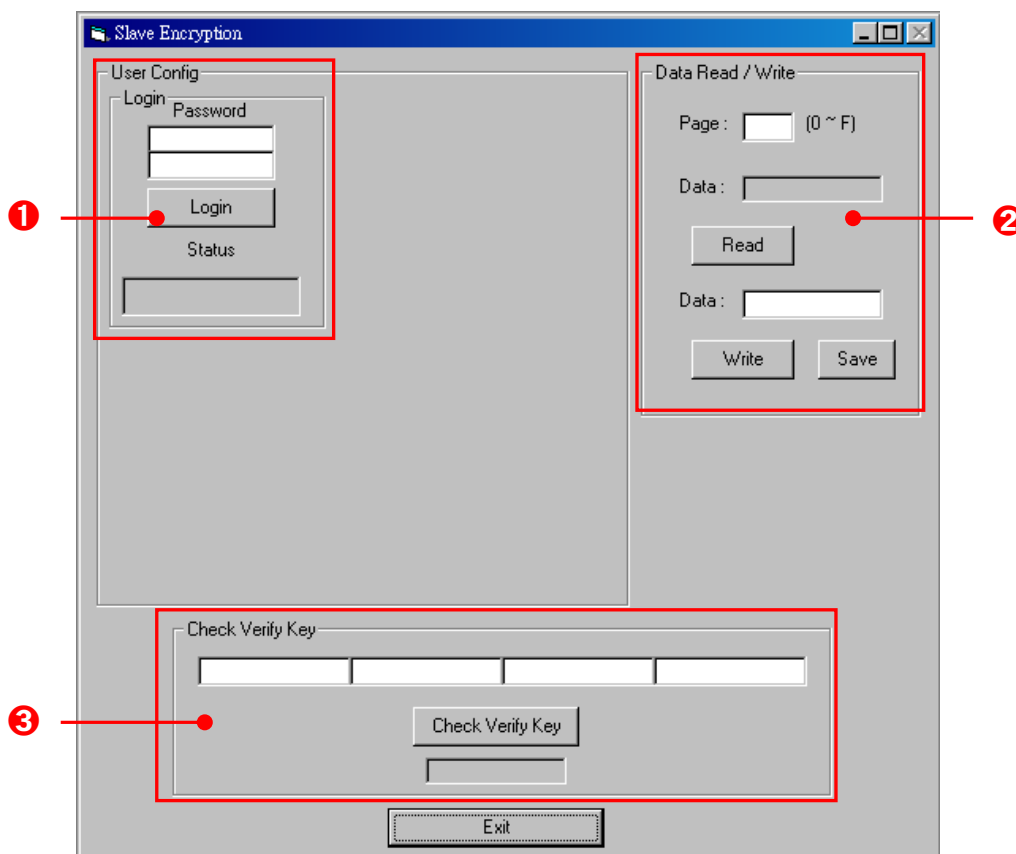 Slave Encryption
User Config
Login
Password
Login
Status
Data Read / Write
Page : (0 ~ F)
Data :
Read
Data :
Write Save
Check Verify Key
Check Verify Key
Exit
❶
❷
❸